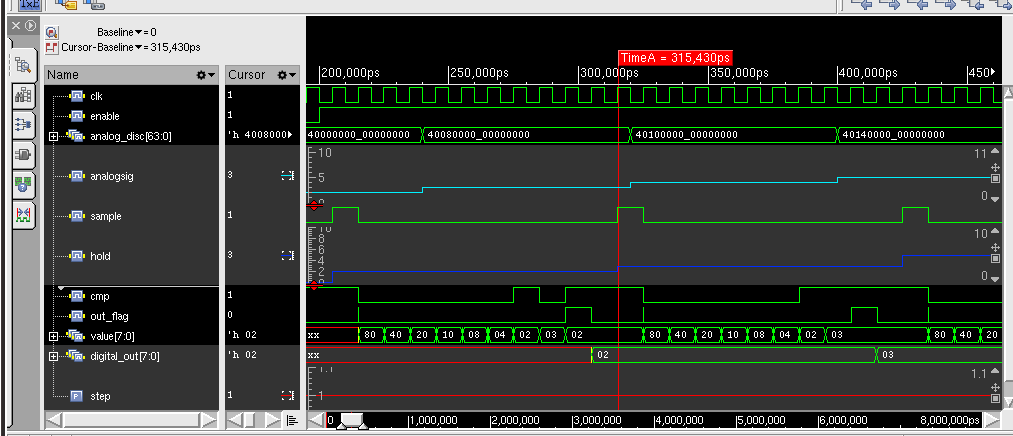 TxE
Baseline▼= 0
Cursor-Baseline▼= 315,430ps
TimeA = 315,430ps
Name Cursor 200,000ps 250,000ps 300,000ps 350,000ps 400,000ps 450
clk 1
enable 1
analog_disc[63:0] 'h 4008000 40000000_00000000 40080000_00000000 40100000_00000000 40140000_00000000
10 11
analogsig 3 5
0 0
sample 1
10 10
8
6
hold 3 4
2 0
0
cmp 1
out_flag 0
value[7:0] 'h 02 xx 80 40 20 10 08 04 02 03 02 80 40 20 10 08 04 02 03 80 40 20
digital_out[7:0] 'h 02 xx 02 03
1.1 1.1
step 1 1
0 1,000,000 2,000,000 3,000,000 4,000,000 5,000,000 6,000,000 8,000,000ps